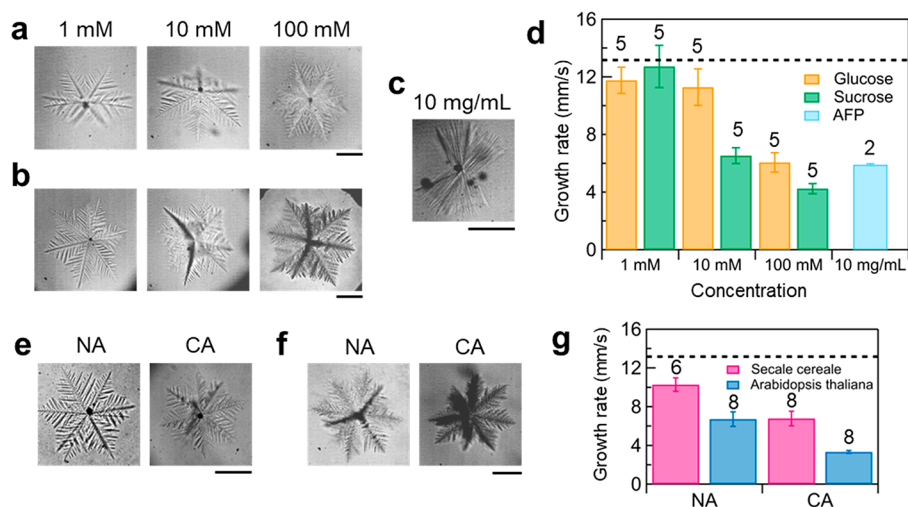 a
1 mM 10 mM 100 mM
b
c
10 mg/mL
d
Growth rate (mm/s)
16
12
8
4
0
5 5 5 5 5 5 2
Glucose
Sucrose
AFP
1 mM 10 mM 100 mM 10 mg/mL
Concentration
e
NA CA
f
NA CA
g
Growth rate (mm/s)
16
12
8
4
0
6 8 8 8
Secale cereale
Arabidopsis thaliana
NA CA